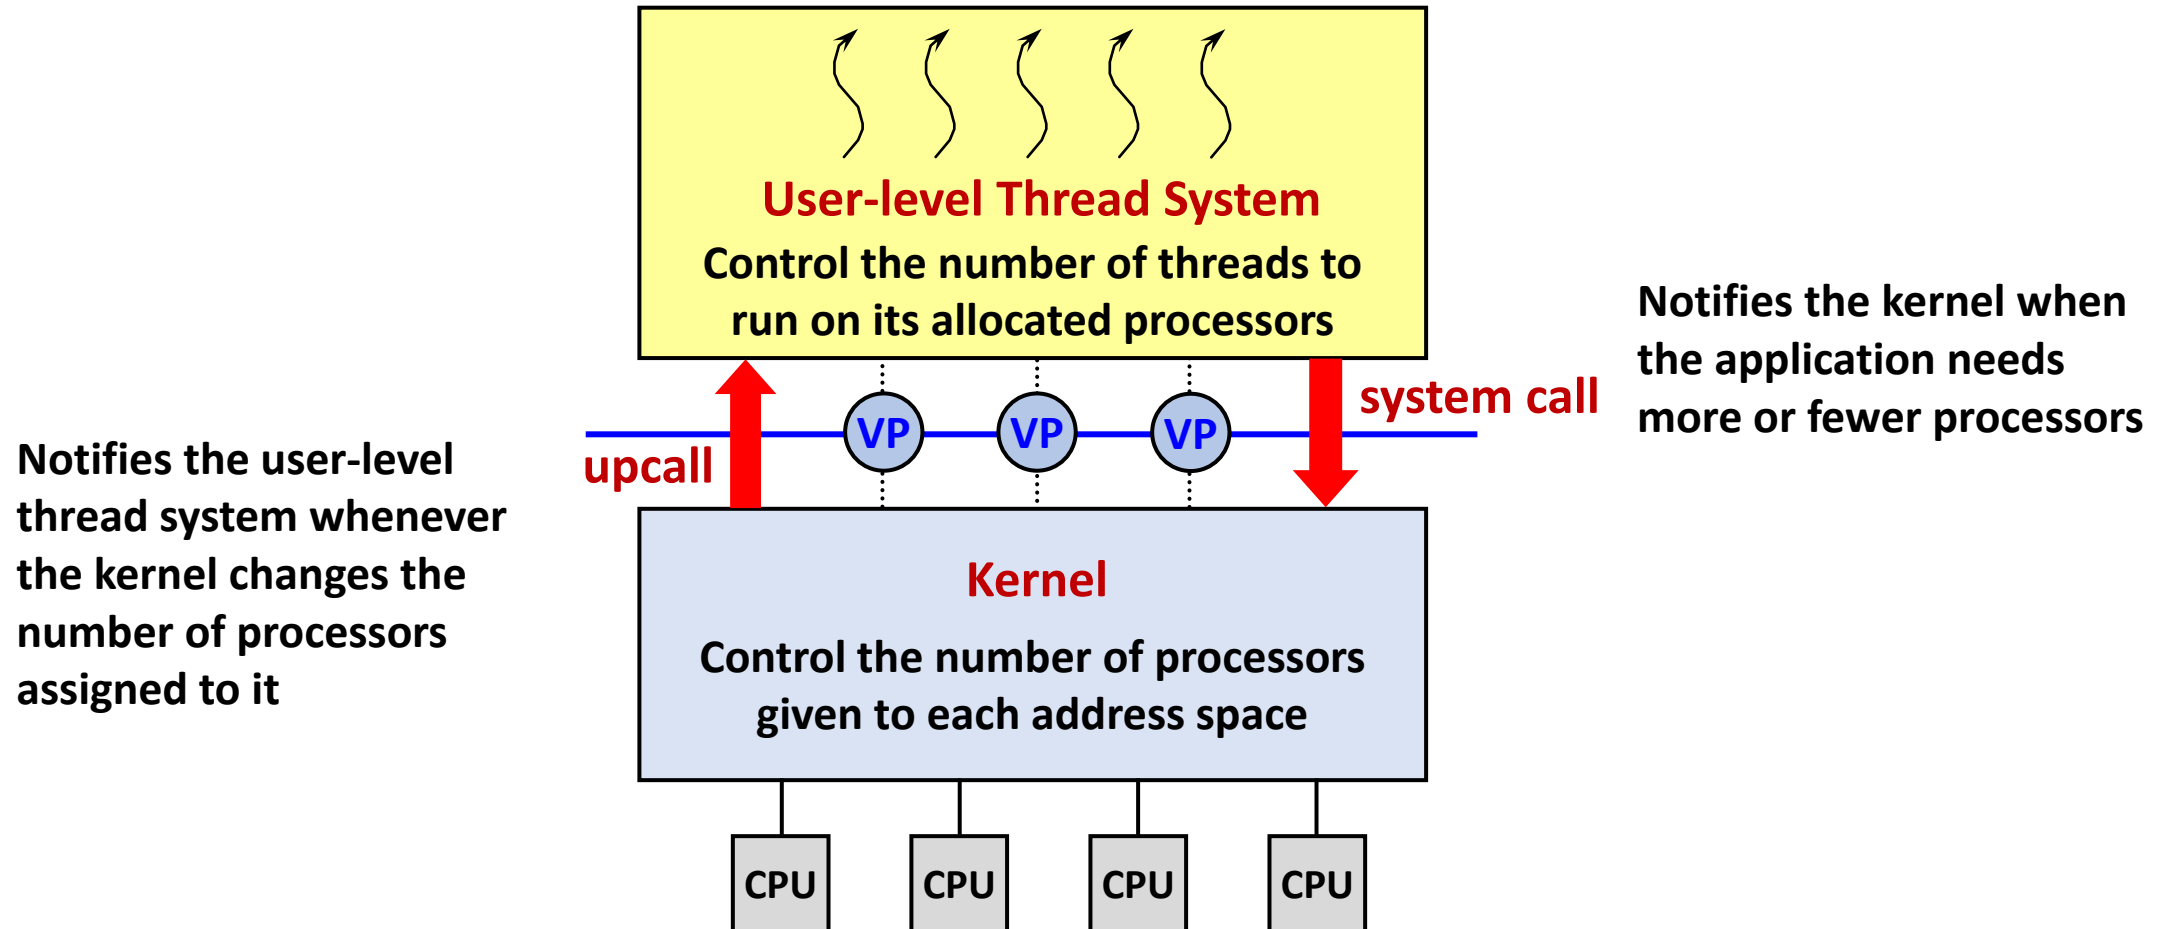 User-level Thread System
Control the number of threads to
run on its allocated processors
Notifies the kernel when
the application needs
more or fewer processors
system call
VP
VP
VP
upcall
Notifies the user-level
thread system whenever
the kernel changes the
number of processors
assigned to it
Kernel
Control the number of processors
given to each address space
CPU
CPU
CPU
CPU